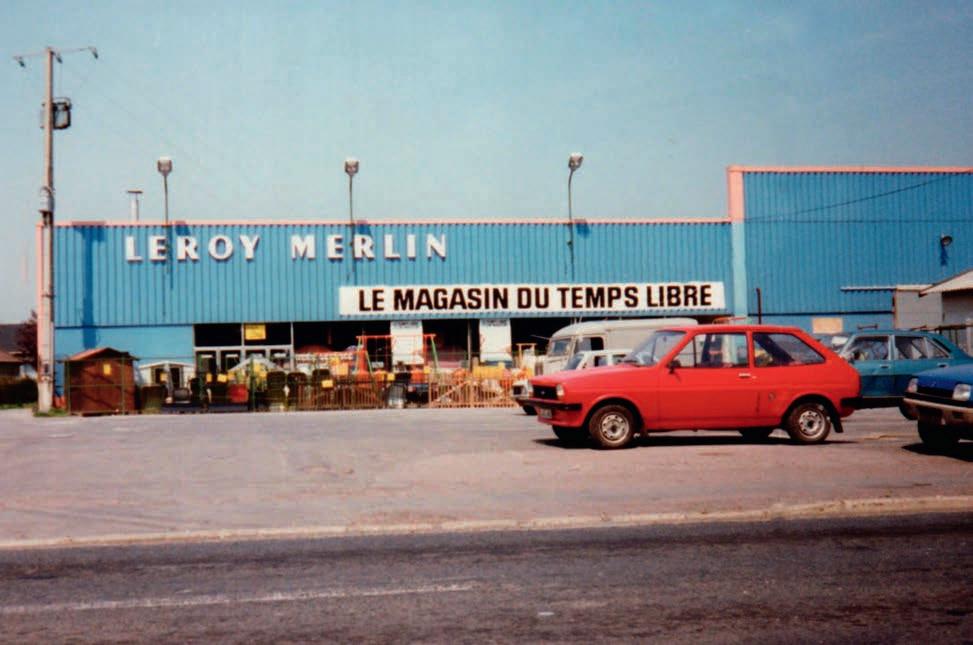 LEROY MERLIN
LE MAGASIN DU TEMPS LIBRE